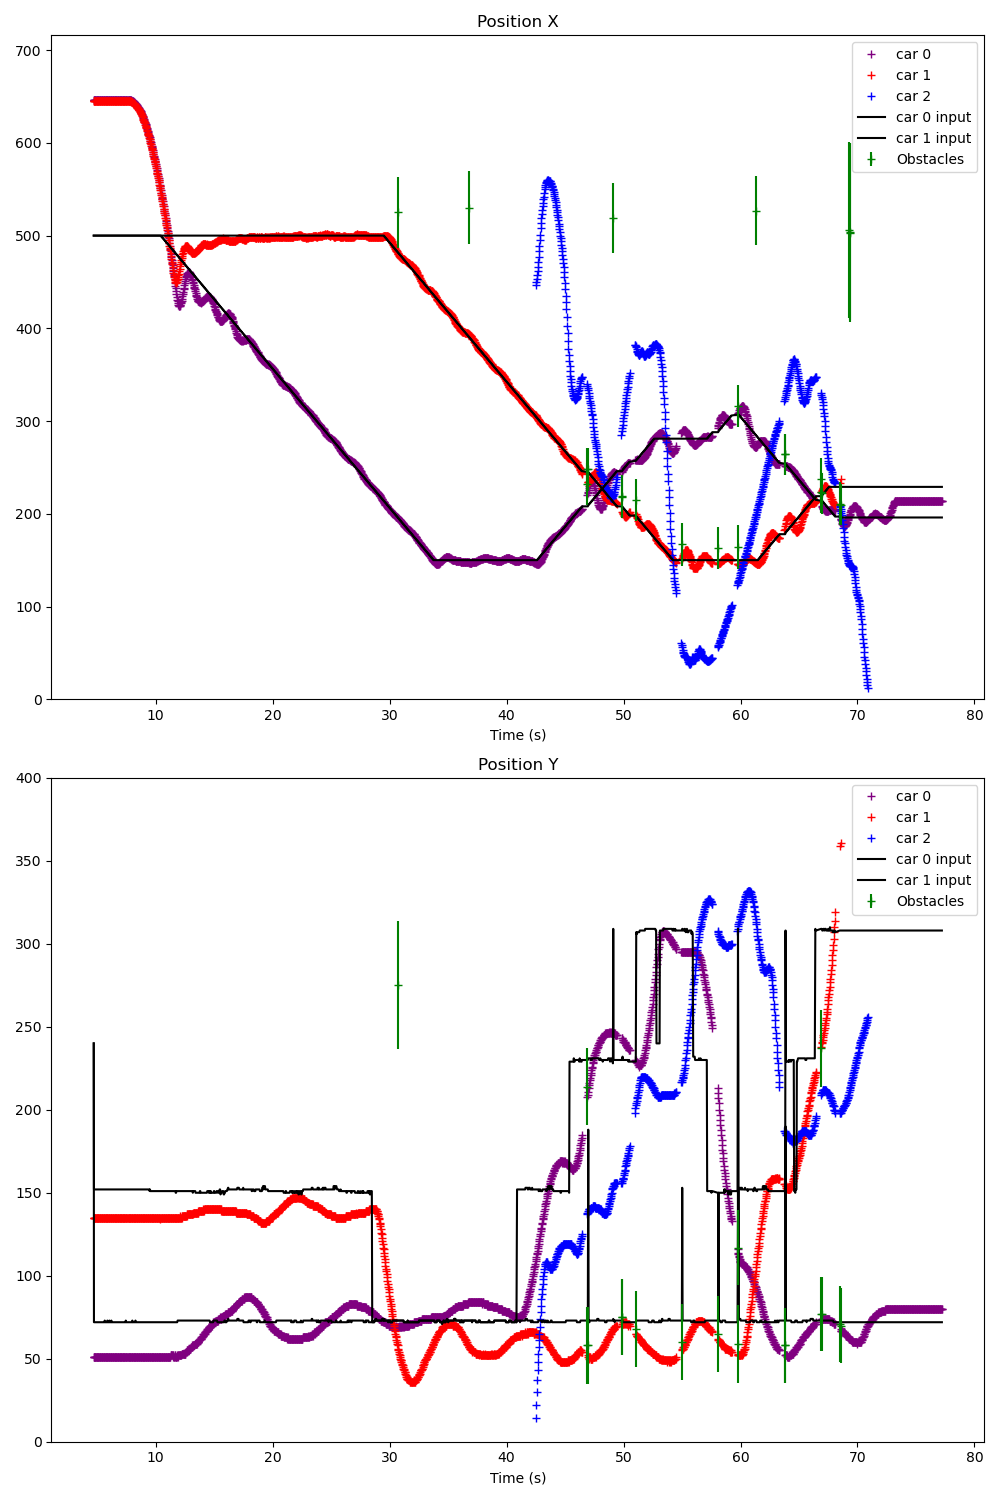 Position X
700
600
500
400
300
200
100
0
car 0
car 1
car 2
car 0 input
car 1 input
Obstacles
10 20 30 40 50 60 70 80
Time (s)
Position Y
400
350
300
250
200
150
100
50
0
car 0
car 1
car 2
car 0 input
car 1 input
Obstacles
10 20 30 40 50 60 70 80
Time (s)